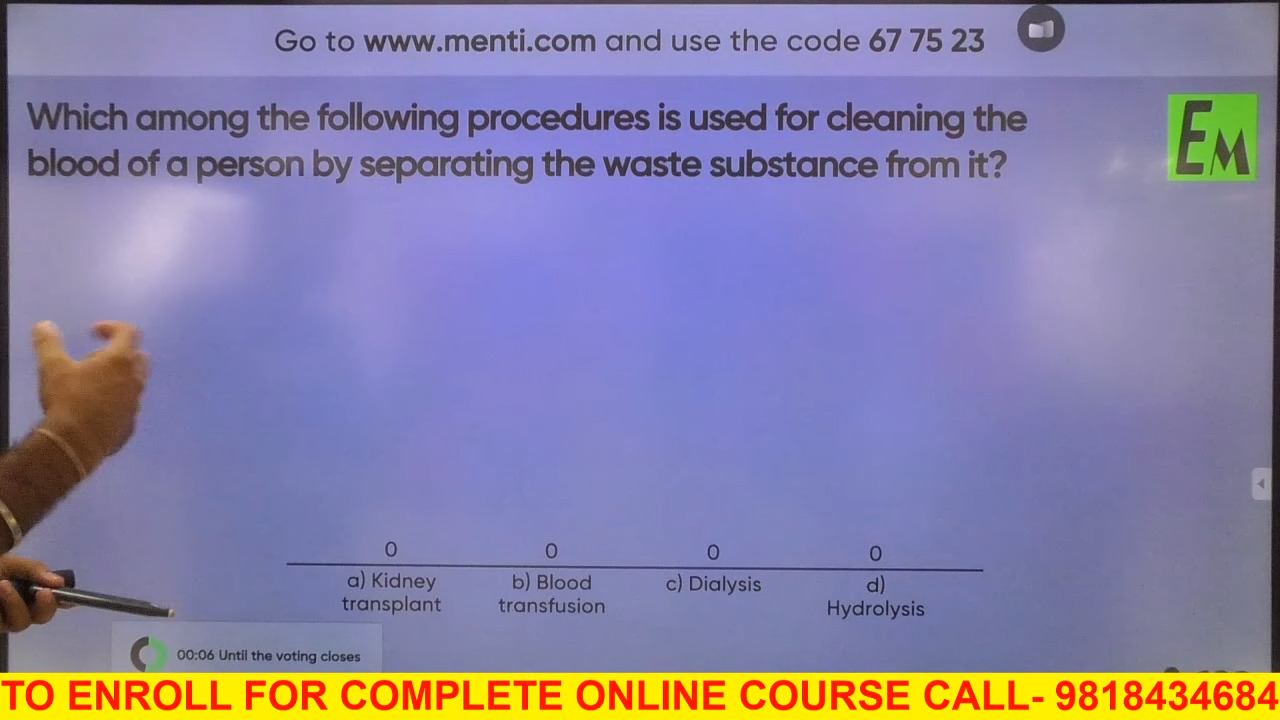 Go to www.menti.com and use the code 67 75 23
Which among the following procedures is used for cleaning the
blood of a person by separating the waste substance from it?
EM
0 0 0 0
a) Kidney transplant
b) Blood transfusion
c) Dialysis
d) Hydrolysis
00:06 Until the voting closes
TO ENROLL FOR COMPLETE ONLINE COURSE CALL- 9818434684